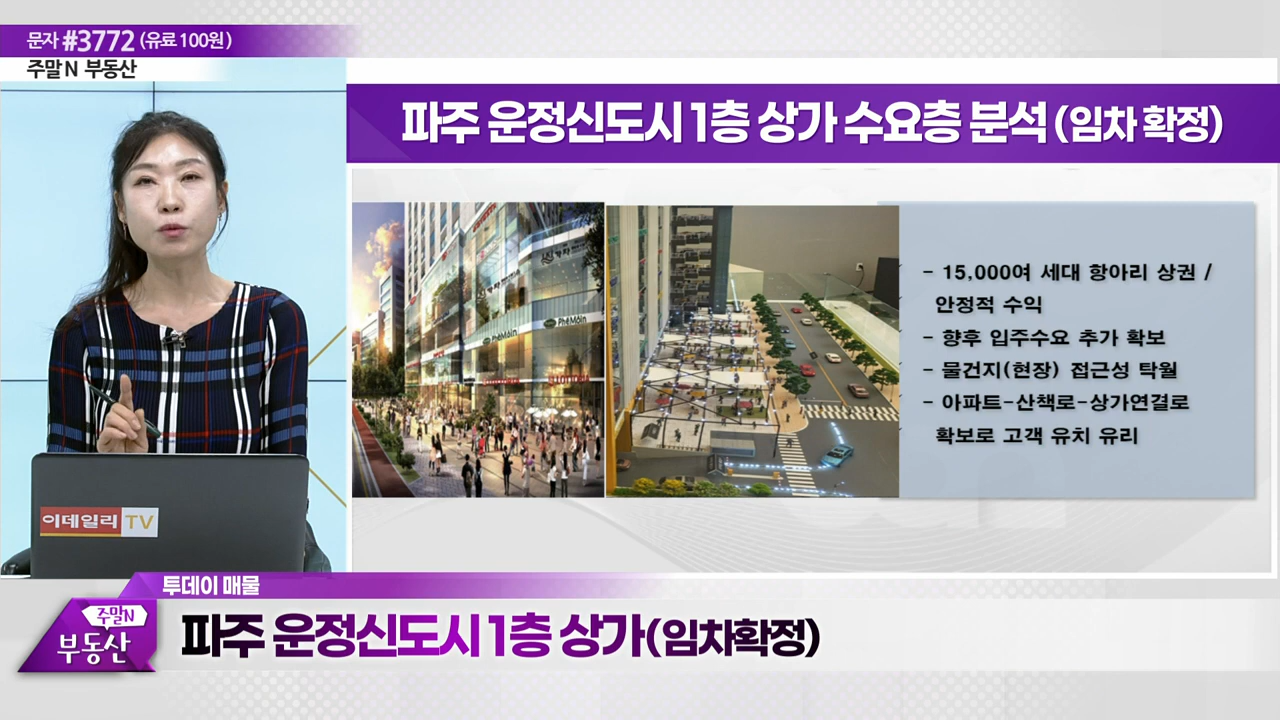 문자 #3772 (유료 100원)
주말N 부동산
파주 운정신도시 1층 상가 수요층 분석 (임차 확정)
PhoMain
PhoMain
- 15,000여 세대 항아리 상권 /
안정적 수익
- 향후 입주수요 추가 확보
- 물건지(현장) 접근성 탁월
- 아파트-산책로-상가연결로
확보로 고객 유치 유리
이데일리 TV
투데이 매물
주말N
부동산
파주 운정신도시 1층 상가(임차확정)